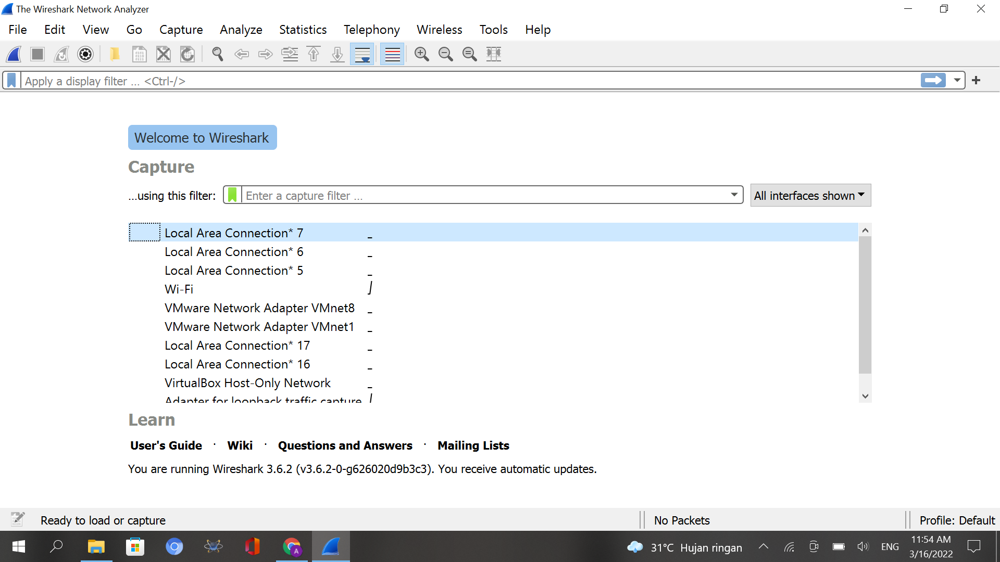 The Wireshark Network Analyzer
File Edit View Go Capture Analyze Statistics Telephony Wireless Tools Help
Apply a display filter ... <Ctrl-/>
Welcome to Wireshark
Capture
...using this filter: Enter a capture filter ... All interfaces shown
Local Area Connection* 7
Local Area Connection* 6
Local Area Connection* 5
Wi-Fi
VMware Network Adapter VMnet8
VMware Network Adapter VMnet1
Local Area Connection* 17
Local Area Connection* 16
VirtualBox Host-Only Network
Adapter for loopback traffic capture
Learn
User's Guide · Wiki · Questions and Answers · Mailing Lists
You are running Wireshark 3.6.2 (v3.6.2-0-g626020d9b3c3). You receive automatic updates.
Ready to load or capture No Packets Profile: Default
31°C Hujan ringan ENG 11:54 AM
3/16/2022